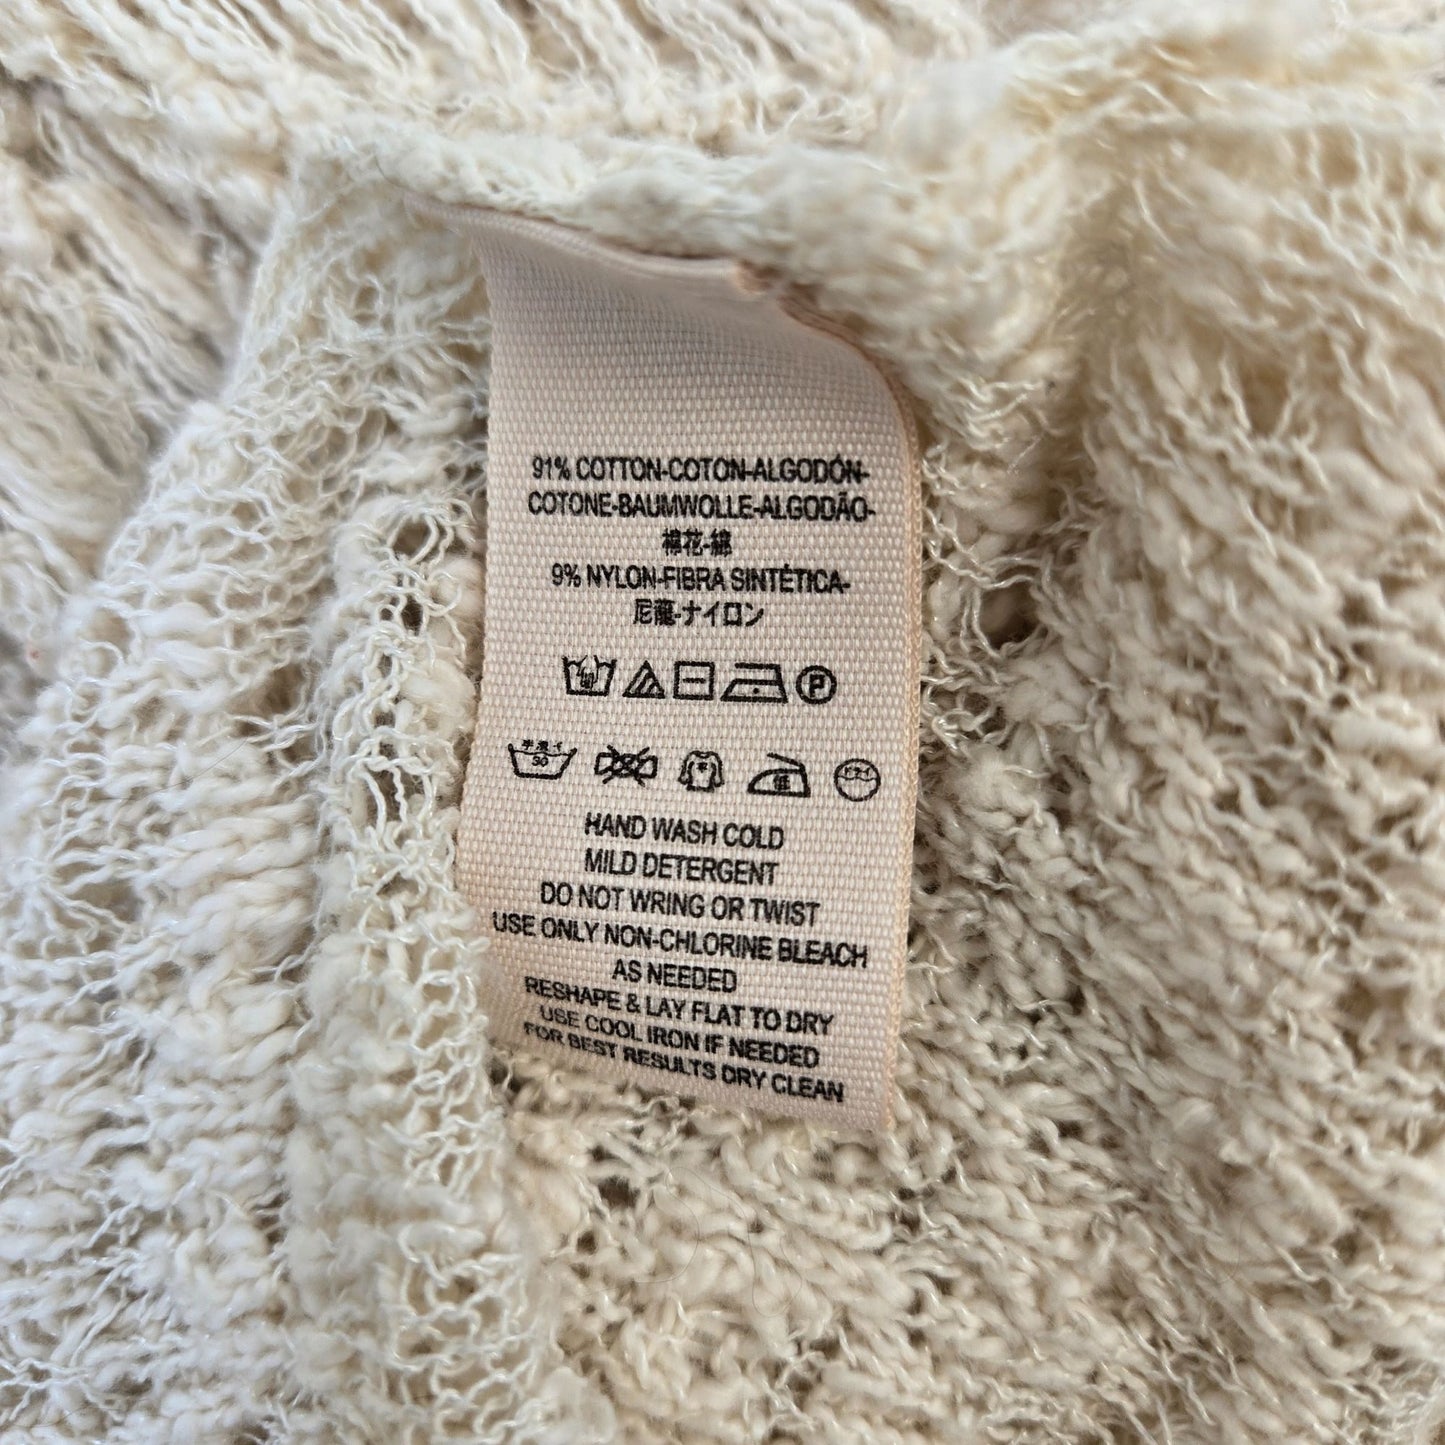 91% COTTON-COTON-ALGODÓN-
COTONE-BAUMWOLLE-ALGODÃO-
棉花-綿
9% NYLON-FIBRA SINTÉTICA-
尼龍-ナイロン
P
30
HAND WASH COLD
MILD DETERGENT
DO NOT WRING OR TWIST
USE ONLY NON-CHLORINE BLEACH
AS NEEDED
RESHAPE & LAY FLAT TO DRY
USE COOL IRON IF NEEDED
FOR BEST RESULTS DRY CLEAN